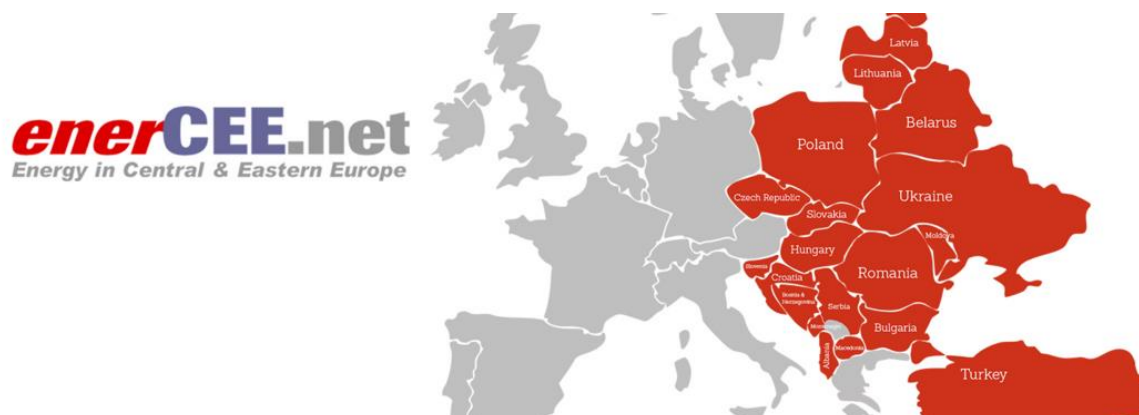 enerCEE.net
Energy in Central & Eastern Europe
Latvia
Lithuania
Belarus
Poland
Ukraine
Czech Republic
Slovakia
Moldova
Hungary
Romania
Slovenia
Croatia
Bosnia &
Herzegovina
Serbia
Montenegro
Bulgaria
Macedonia
Albania
Turkey